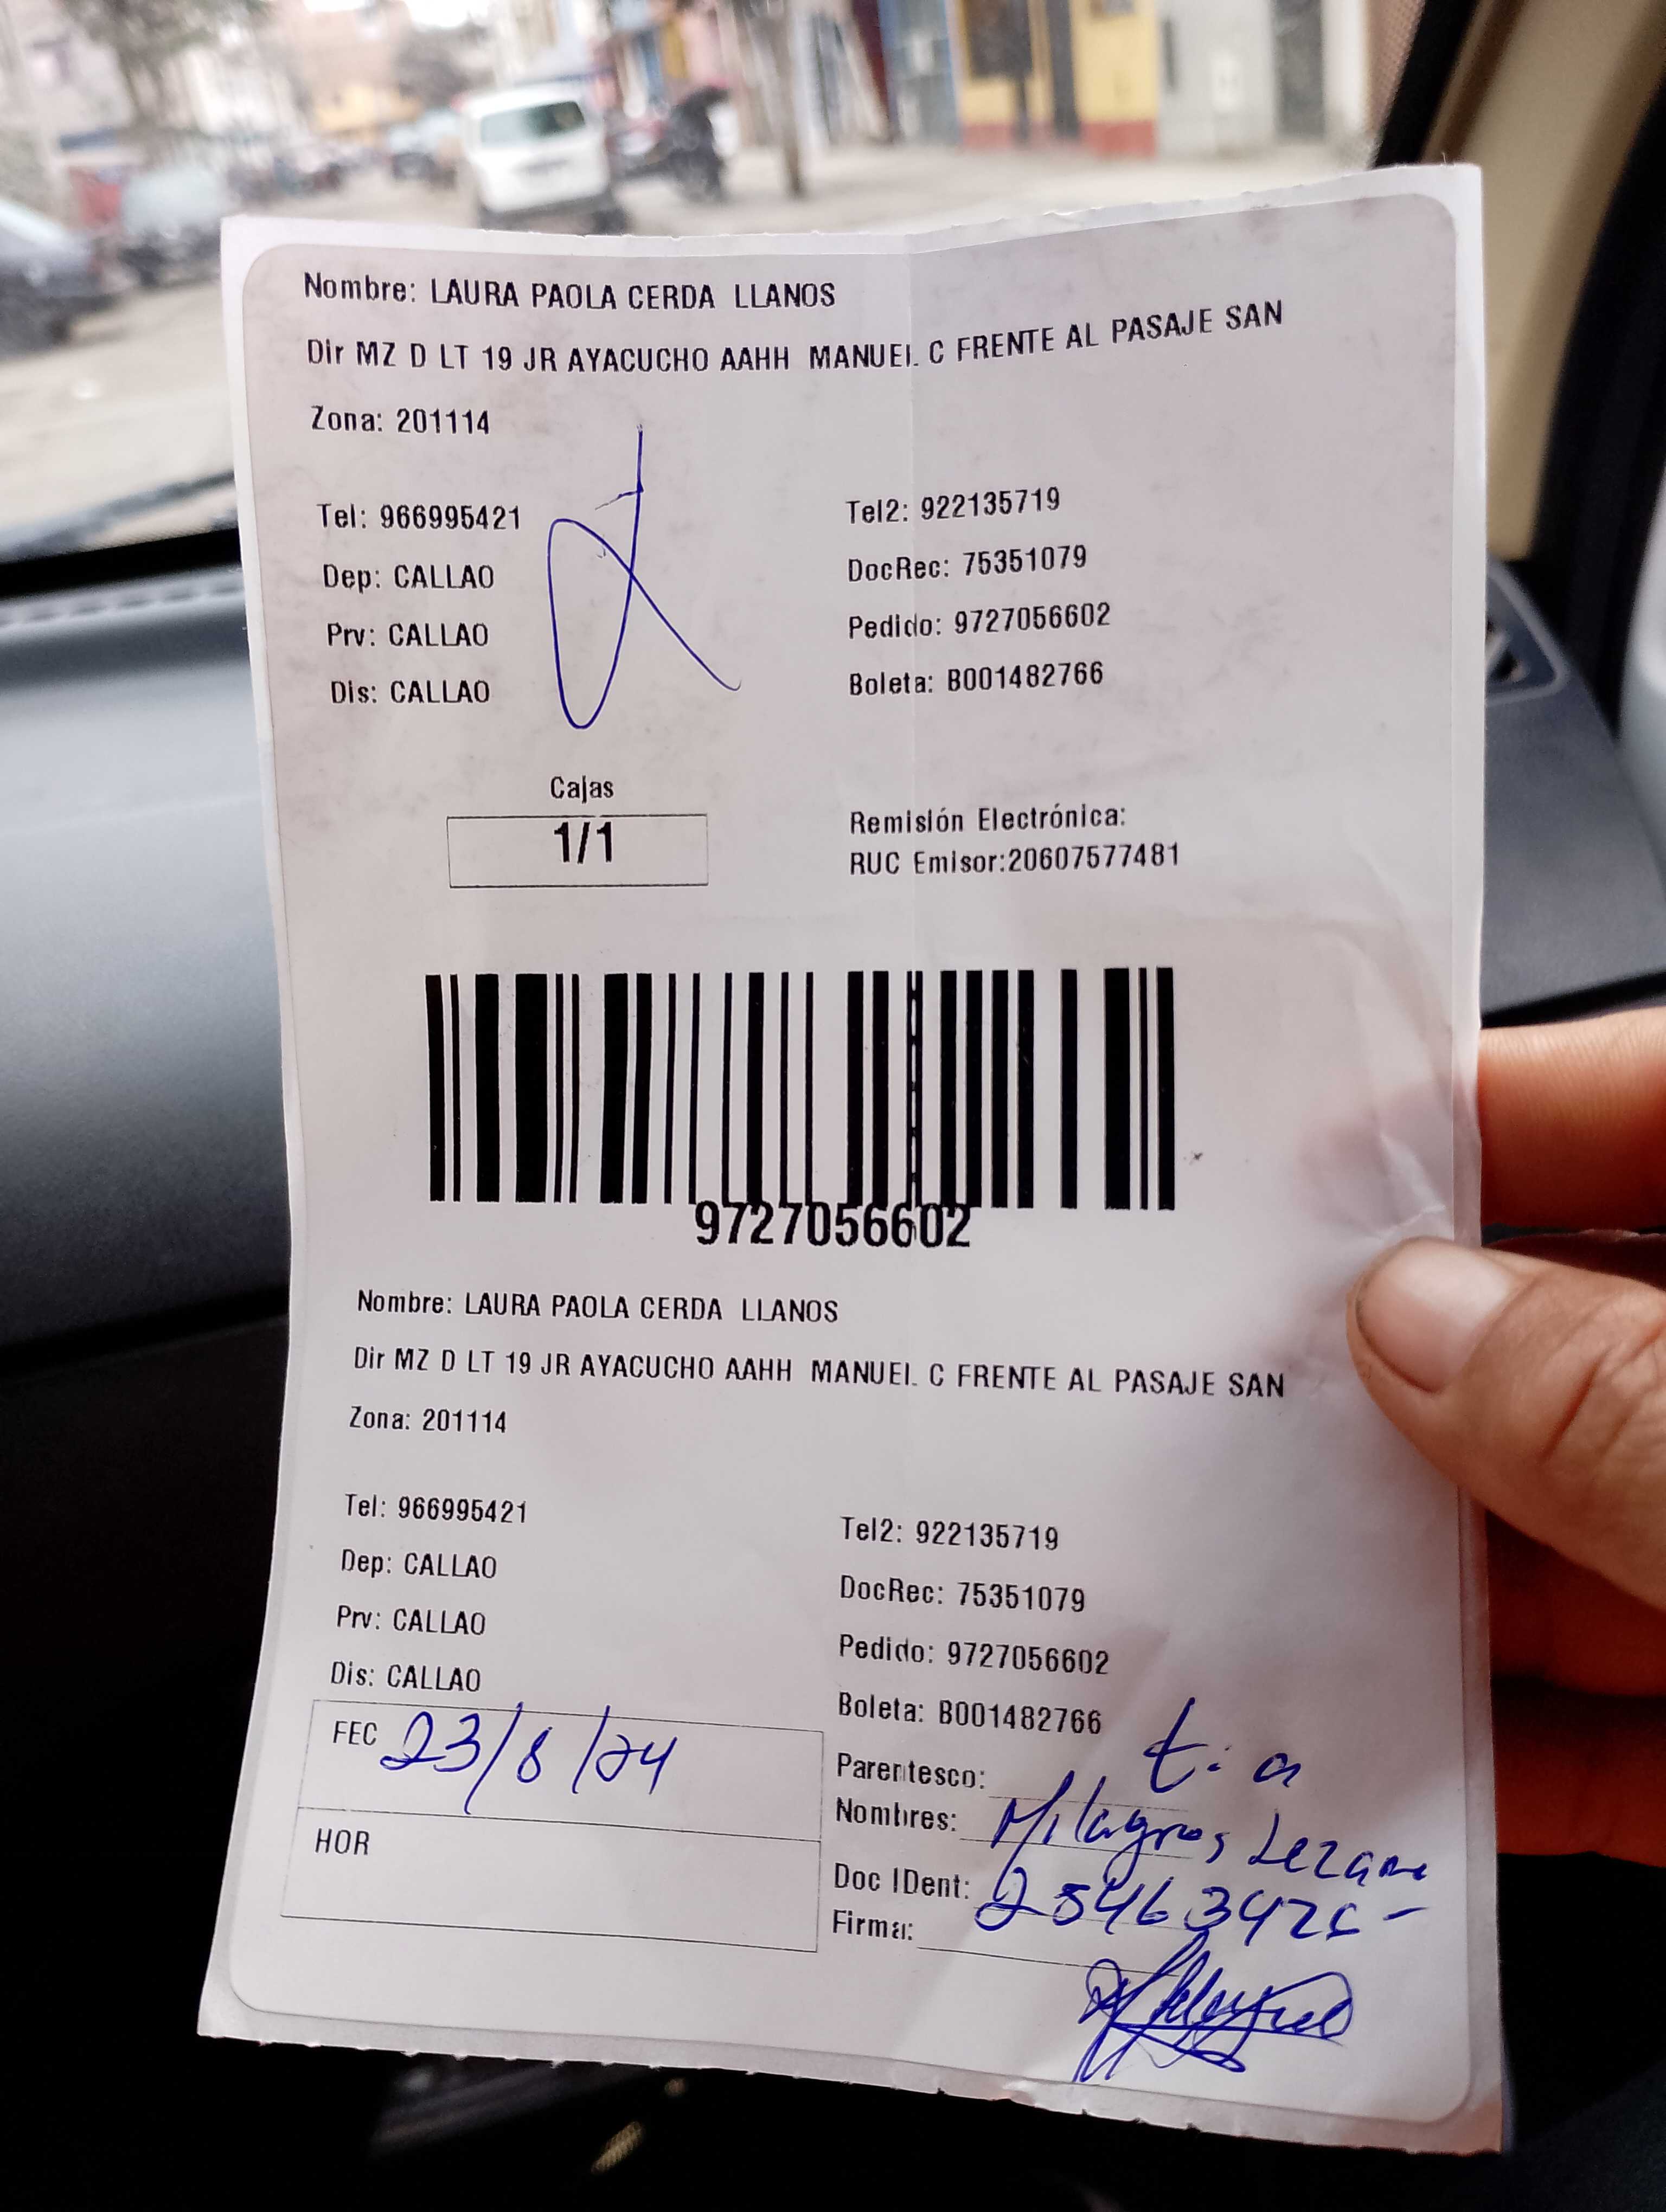 Nombre: LAURA PAOLA CERDA LLANOS
Dir MZ D LT 19 JR AYACUCHO AAHH MANUEL C FRENTE AL PASAJE SAN
Zona: 201114
Tel: 966995421
Tel2: 922135719
Dep: CALLAO
DocRec: 75351079
Prv: CALLAO
Pedido: 9727056602
Dis: CALLAO
Boleta: B001482766
Cajas
1/1
Remisión Electrónica:
RUC Emisor:20607577481
9727056602
Nombre: LAURA PAOLA CERDA LLANOS
Dir MZ D LT 19 JR AYACUCHO AAHH MANUEL C FRENTE AL PASAJE SAN
Zona: 201114
Tel: 966995421
Tel2: 922135719
Dep: CALLAO
DocRec: 75351079
Prv: CALLAO
Pedido: 9727056602
Dis: CALLAO
Boleta: B001482766
FEC 23/8/24
Parentesco: tia
Nombres: Milagros Lezama
HOR
Doc IDent:
Firma: